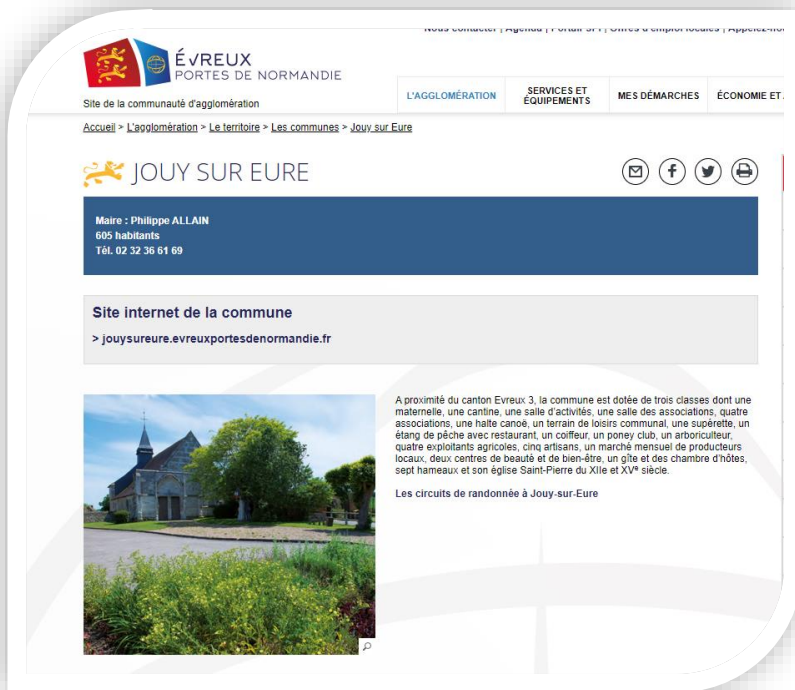 Nous contacter | Agenda | Portail SPI | Offres d'emploi locales | Appelez-no
ÉVREUX
PORTES DE NORMANDIE
Site de la communauté d'agglomération
L'AGGLOMÉRATION
SERVICES ET
ÉQUIPEMENTS
MES DÉMARCHES
ÉCONOMIE ET
Accueil > L'agglomération > Le territoire > Les communes > Jouy sur Eure
JOUY SUR EURE
Maire : Philippe ALLAIN
605 habitants
Tél. 02 32 36 61 69
Site internet de la commune
> jouysureure.evreuxportesdenormandie.fr
A proximité du canton Evreux 3, la commune est dotée de trois classes dont une
maternelle, une cantine, une salle d'activités, une salle des associations, quatre
associations, une halte canoë, un terrain de loisirs communal, une supérette, un
étang de pêche avec restaurant, un coiffeur, un poney club, un arboriculteur,
quatre exploitants agricoles, cinq artisans, un marché mensuel de producteurs
locaux, deux centres de beauté et de bien-être, un gîte et des chambre d'hôtes,
sept hameaux et son église Saint-Pierre du XIIe et XVe siècle.
Les circuits de randonnée à Jouy-sur-Eure